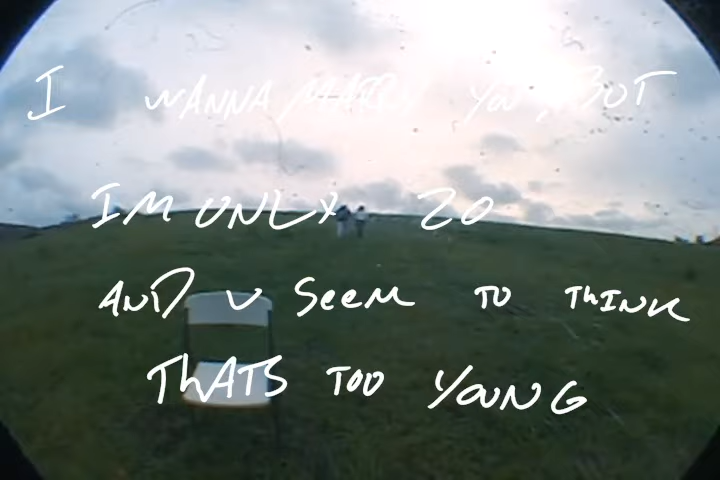 I WANNA MARRY YOU, BUT
IM ONLY 20
AND U SEEM TO THINK
THATS TOO YOUNG